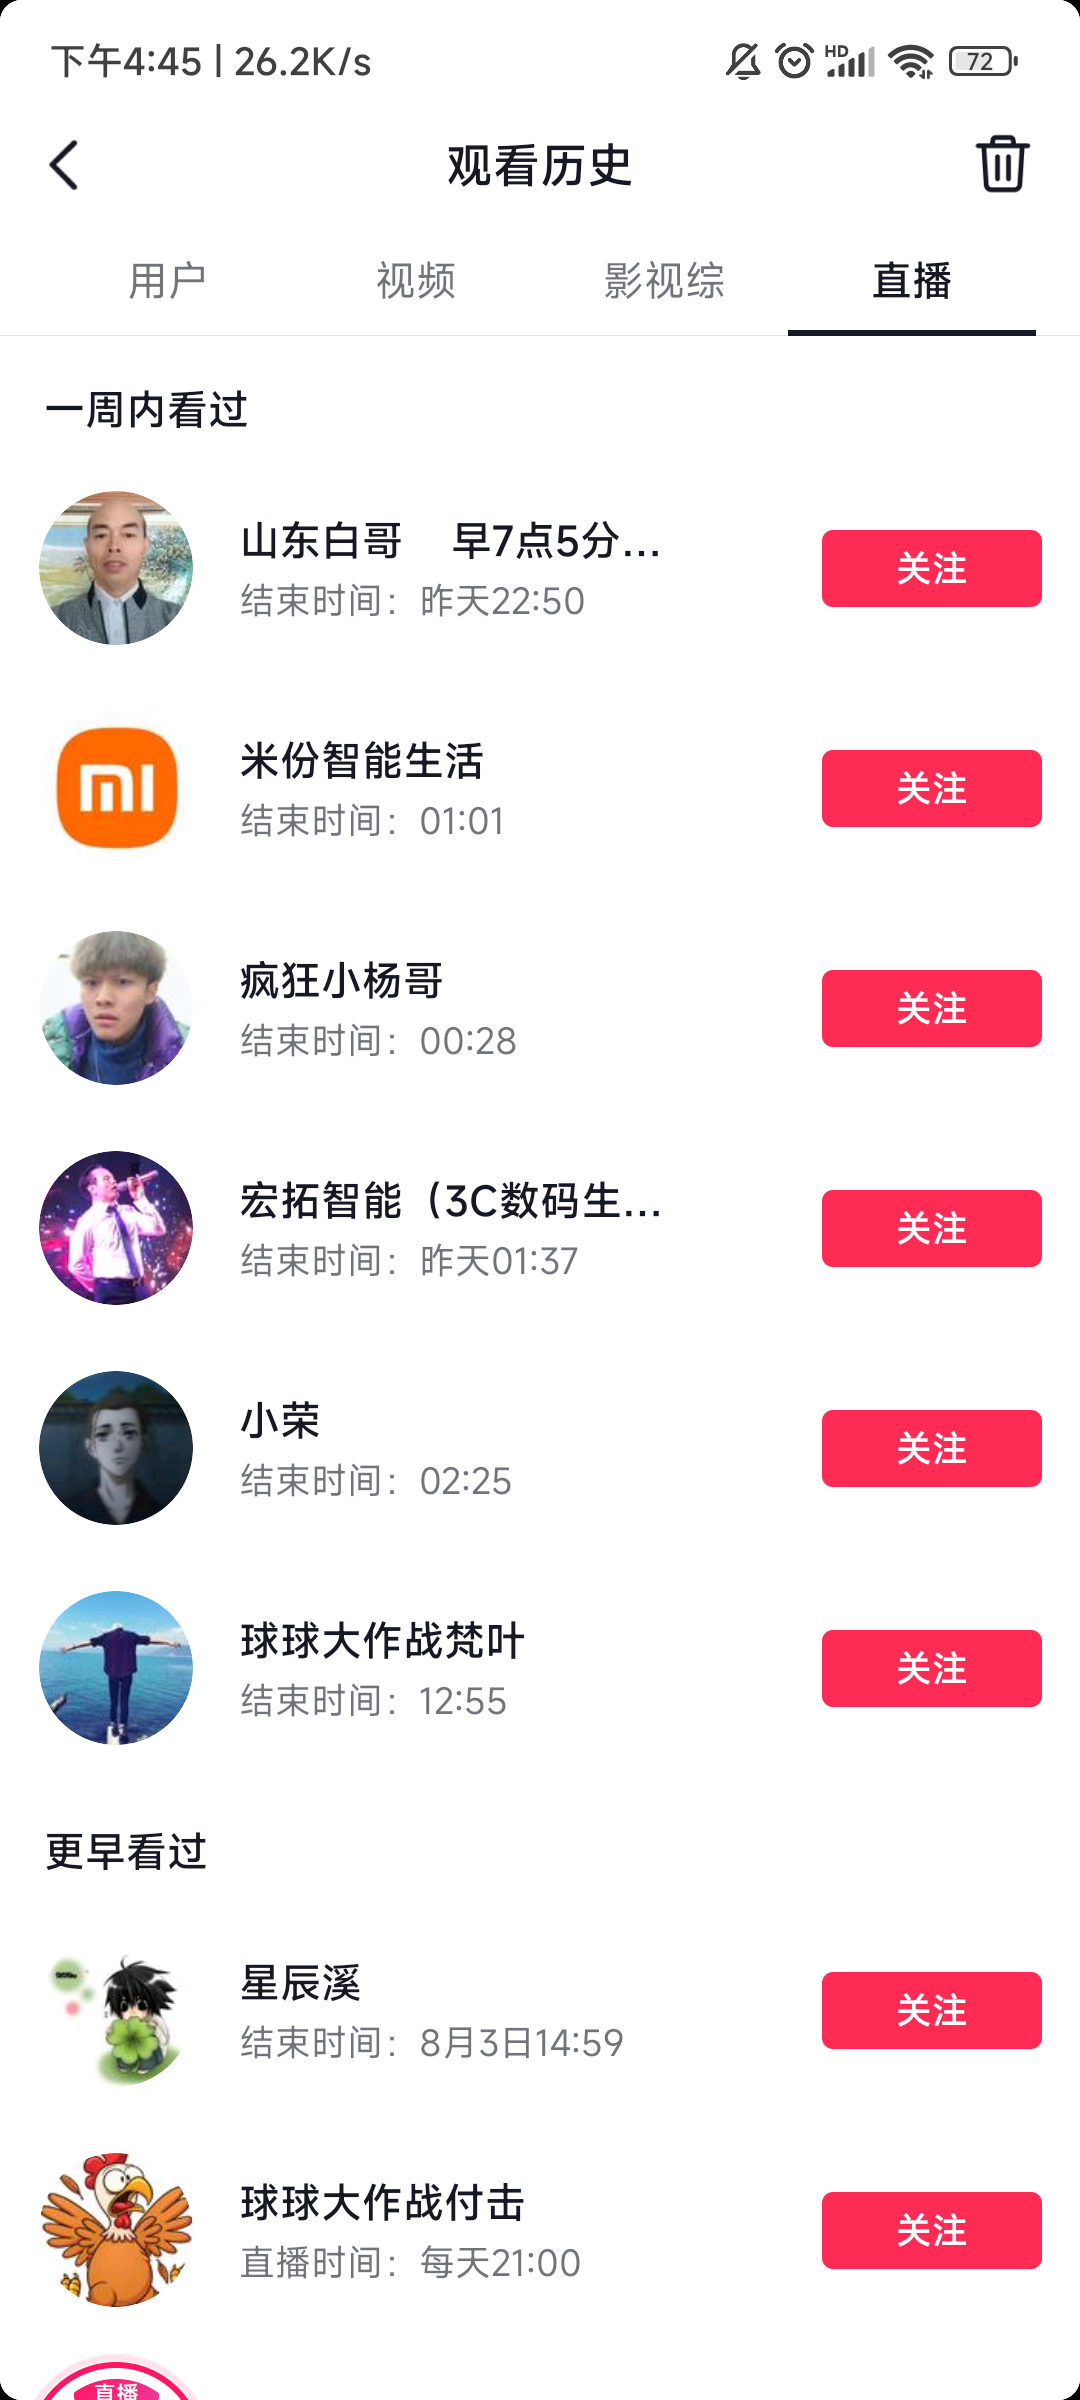 下午4:45 | 26.2K/s
HD
72
观看历史
用户 视频 影视综 直播
一周内看过
山东白哥 早7点5分...
结束时间：昨天22:50
关注
米份智能生活
结束时间：01:01
关注
疯狂小杨哥
结束时间：00:28
关注
宏拓智能（3C数码生...
结束时间：昨天01:37
关注
小荣
结束时间：02:25
关注
球球大作战梵叶
结束时间：12:55
关注
更早看过
星辰溪
结束时间：8月3日14:59
关注
球球大作战付击
直播时间：每天21:00
关注
直播